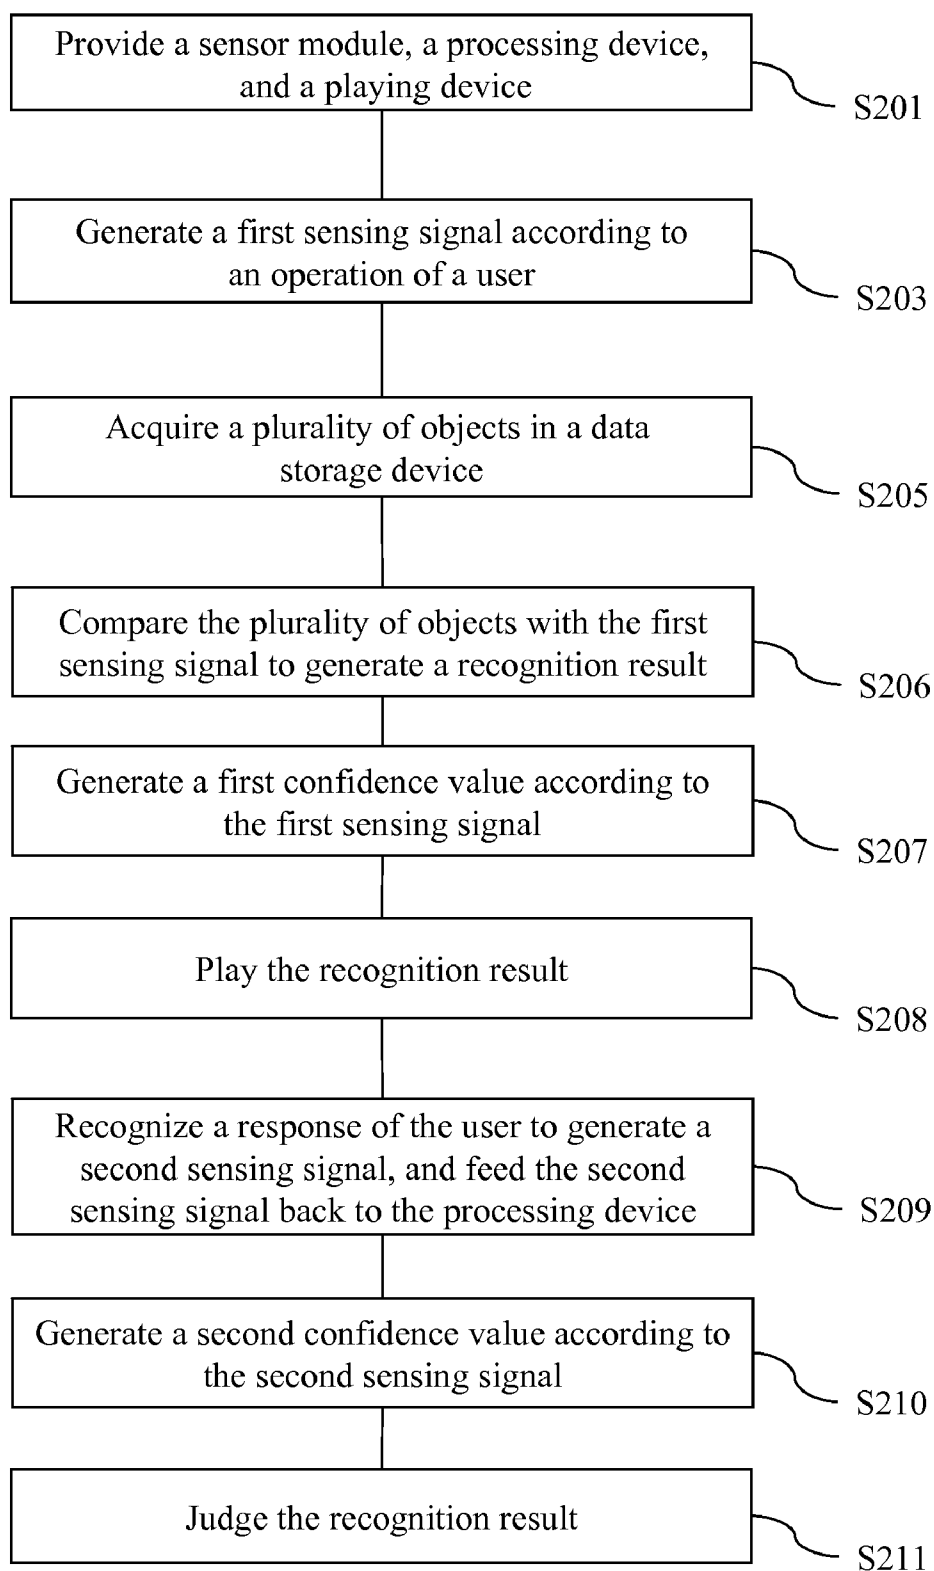 Provide a sensor module, a processing device,
and a playing device
S201
Generate a first sensing signal according to
an operation of a user
S203
Acquire a plurality of objects in a data
storage device
S205
Compare the plurality of objects with the first
sensing signal to generate a recognition result
S206
Generate a first confidence value according to
the first sensing signal
S207
Play the recognition result
S208
Recognize a response of the user to generate a
second sensing signal, and feed the second
sensing signal back to the processing device
S209
Generate a second confidence value according to
the second sensing signal
S210
Judge the recognition result
S211